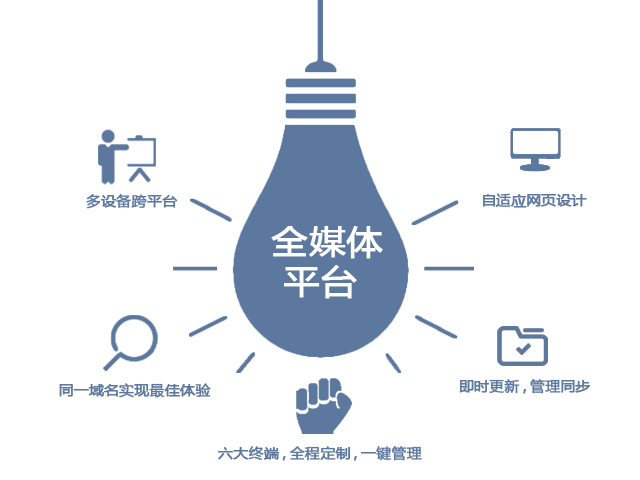 多设备跨平台
自适应网页设计
全媒体
平台
同一域名实现最佳体验
即时更新,管理同步
六大终端,全程定制,一键管理